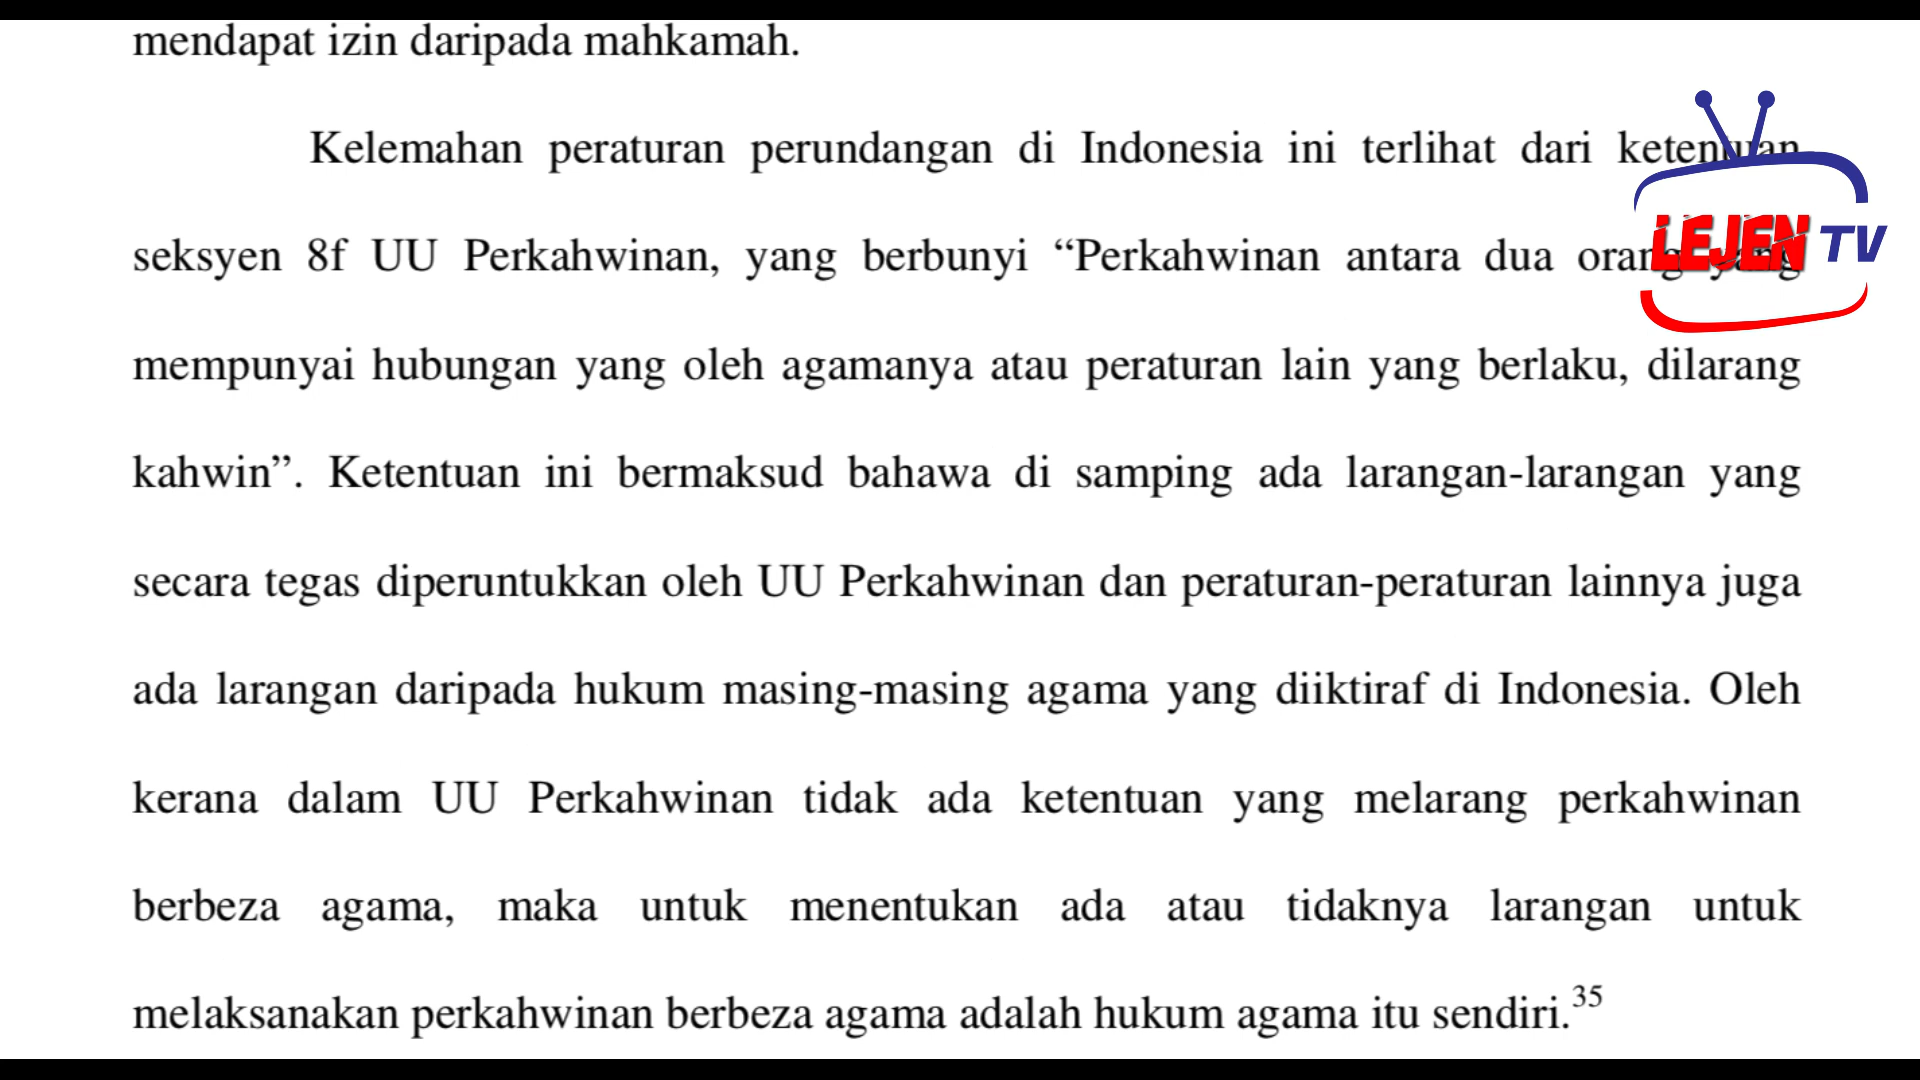 mendapat izin daripada mahkamah.
Kelemahan peraturan perundangan di Indonesia ini terlihat dari ketentuan
seksyen 8f UU Perkahwinan, yang berbunyi “Perkahwinan antara dua orang yang
mempunyai hubungan yang oleh agamanya atau peraturan lain yang berlaku, dilarang
kahwin”. Ketentuan ini bermaksud bahawa di samping ada larangan-larangan yang
secara tegas diperuntukkan oleh UU Perkahwinan dan peraturan-peraturan lainnya juga
ada larangan daripada hukum masing-masing agama yang diiktiraf di Indonesia. Oleh
kerana dalam UU Perkahwinan tidak ada ketentuan yang melarang perkahwinan
berbeza agama, maka untuk menentukan ada atau tidaknya larangan untuk
melaksanakan perkahwinan berbeza agama adalah hukum agama itu sendiri.35
LEJEN TV